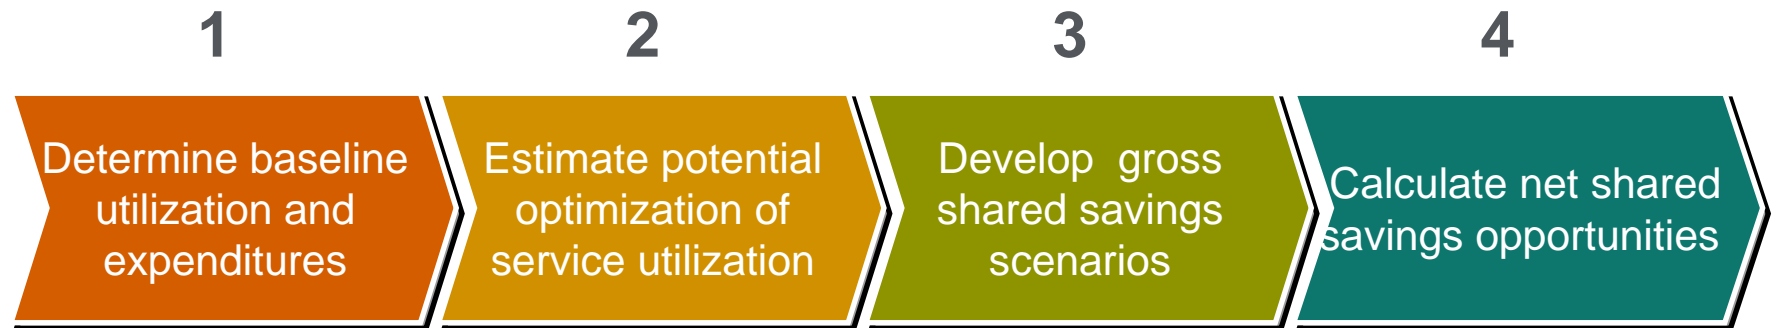 1
2
3
4
Determine baseline
utilization and
expenditures
Estimate potential
optimization of
service utilization
Develop  gross
shared savings
scenarios
Calculate net shared
savings opportunities